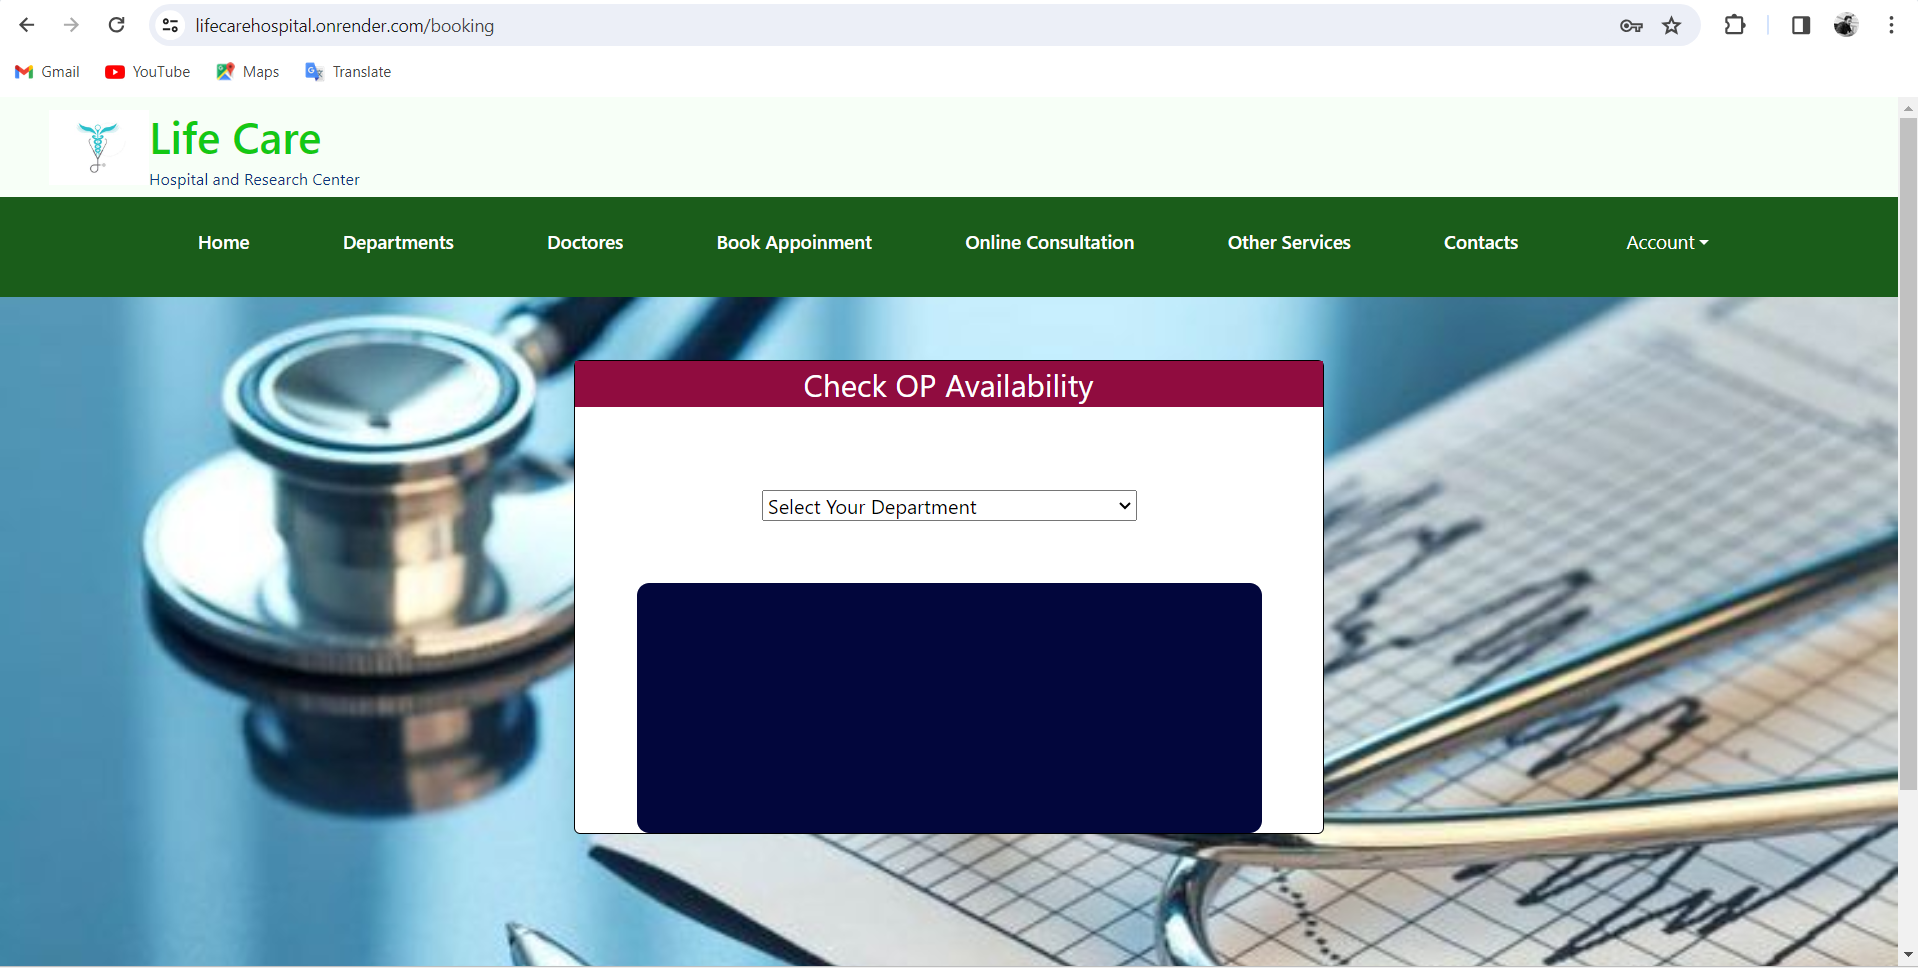 lifecarehospital.onrender.com/booking
Gmail YouTube Maps Translate
Life Care
Hospital and Research Center
Home Departments Doctores Book Appoinment Online Consultation Other Services Contacts Account
Check OP Availability
Select Your Department